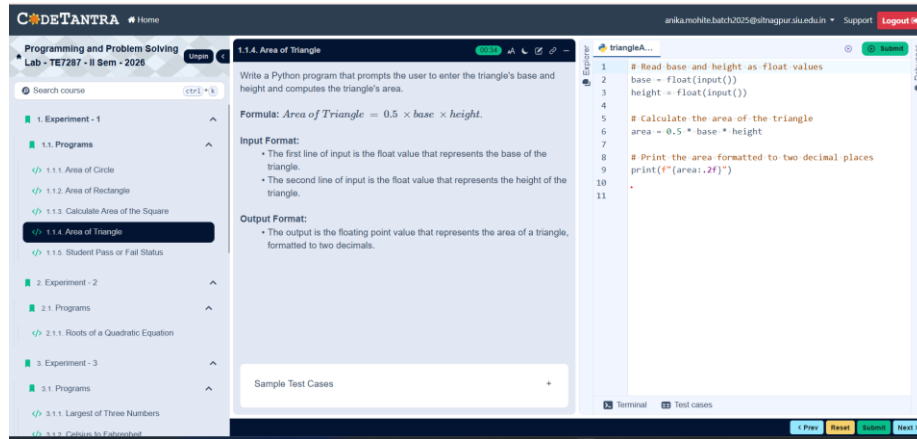 CODETANTRA Home
anika.mohite.batch2025@sitnagpur.siu.edu.in Support Logout
Programming and Problem Solving
Lab - TE7287 - II Sem - 2026
Unpin
Search course
ctrl + k
1. Experiment - 1
1.1. Programs
</> 1.1.1. Area of Circle
</> 1.1.2. Area of Rectangle
</> 1.1.3. Calculate Area of the Square
</> 1.1.4. Area of Triangle
</> 1.1.5. Student Pass or Fail Status
2. Experiment - 2
2.1. Programs
</> 2.1.1. Roots of a Quadratic Equation
3. Experiment - 3
3.1. Programs
</> 3.1.1. Largest of Three Numbers
</> 3.1.2. Celsius to Fahrenheit
1.1.4. Area of Triangle
00:34
Write a Python program that prompts the user to enter the triangle's base and
height and computes the triangle's area.
Formula: Area of Triangle = 0.5 × base × height.
Input Format:
• The first line of input is the float value that represents the base of the
triangle.
• The second line of input is the float value that represents the height of the
triangle.
Output Format:
• The output is the floating point value that represents the area of a triangle,
formatted to two decimals.
Sample Test Cases +
Explorer
triangleA...
Submit
1 # Read base and height as float values
2 base = float(input())
3 height = float(input())
4
5 # Calculate the area of the triangle
6 area = 0.5 * base * height
7
8 # Print the area formatted to two decimal places
9 print(f"{area:.2f}")
10
11
Terminal Test cases
< Prev Reset Submit Next